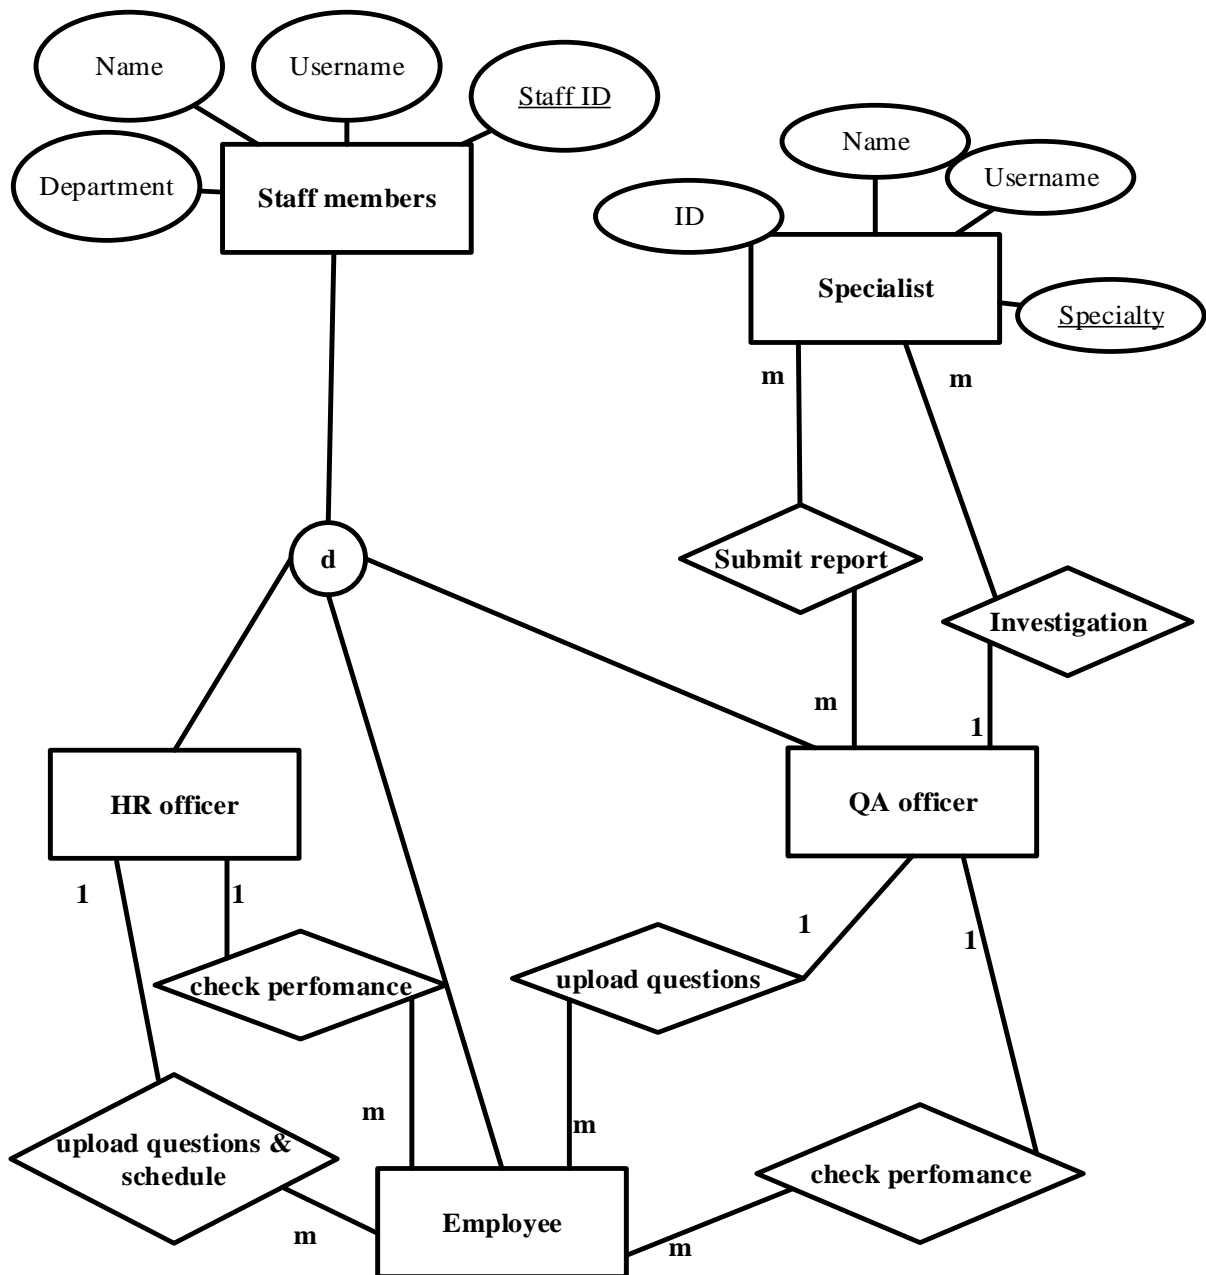 Name
Username
Staff ID
Department
Staff members
Name
Username
ID
Specialist
Specialty
m
m
d
Submit report
Investigation
m
1
HR officer
QA officer
1
1
1
1
check perfomance
upload questions
m
m
upload questions &
schedule
check perfomance
m
Employee
m